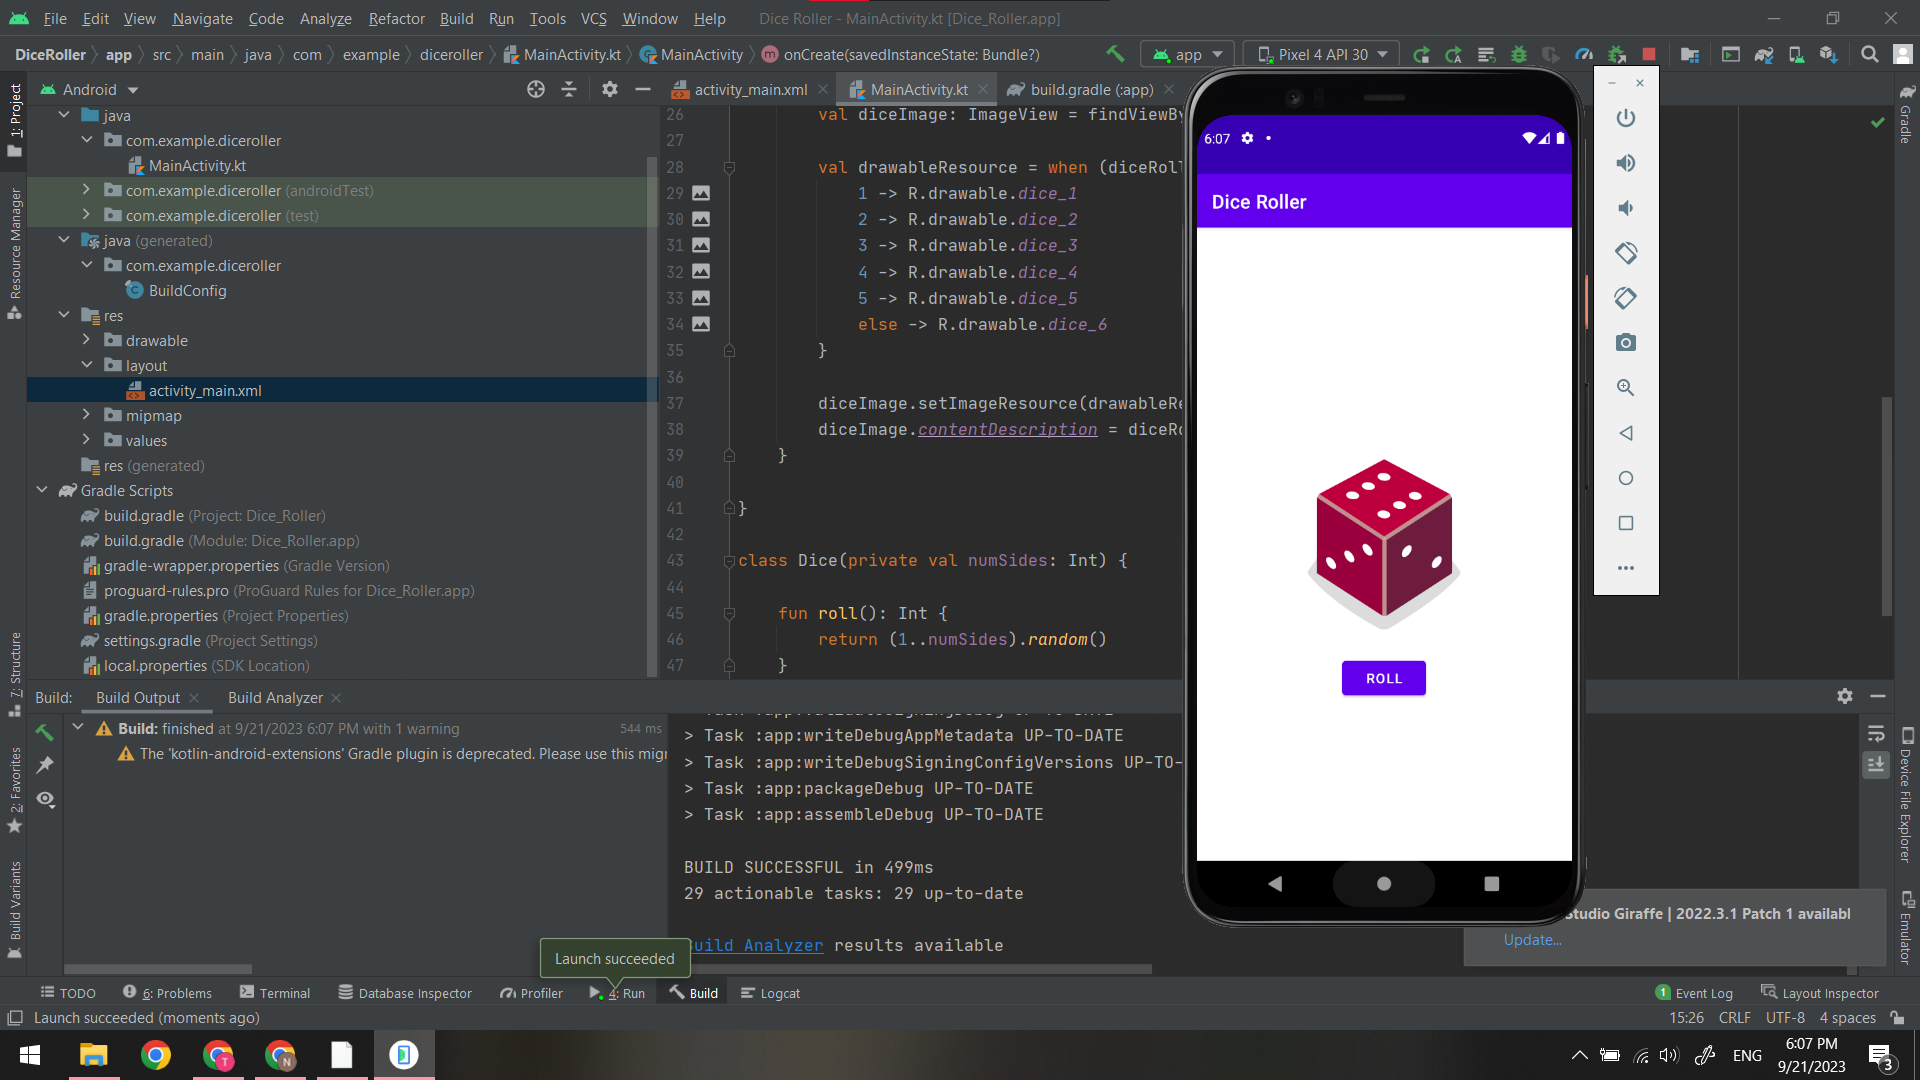 File Edit View Navigate Code Analyze Refactor Build Run Tools VCS Window Help Dice Roller - MainActivity.kt [Dice_Roller.app]
DiceRoller app src main java com example diceroller MainActivity.kt MainActivity onCreate(savedInstanceState: Bundle?) app Pixel 4 API 30
Android
activity_main.xml MainActivity.kt build.gradle (:app)
1: Project
Resource Manager
7: Structure
2: Favorites
Build Variants
java
com.example.diceroller
MainActivity.kt
com.example.diceroller (androidTest)
com.example.diceroller (test)
java (generated)
com.example.diceroller
BuildConfig
res
drawable
layout
activity_main.xml
mipmap
values
res (generated)
Gradle Scripts
build.gradle (Project: Dice_Roller)
build.gradle (Module: Dice_Roller.app)
gradle-wrapper.properties (Gradle Version)
proguard-rules.pro (ProGuard Rules for Dice_Roller.app)
gradle.properties (Project Properties)
settings.gradle (Project Settings)
local.properties (SDK Location)
26 val diceImage: ImageView = findViewBy
27
28 val drawableResource = when (diceRoll
29 1 -> R.drawable.dice_1
30 2 -> R.drawable.dice_2
31 3 -> R.drawable.dice_3
32 4 -> R.drawable.dice_4
33 5 -> R.drawable.dice_5
34 else -> R.drawable.dice_6
35 }
36
37 diceImage.setImageResource(drawableRe
38 diceImage.contentDescription = diceRo
39 }
40
41 }
42
43 class Dice(private val numSides: Int) {
44
45 fun roll(): Int {
46 return (1..numSides).random()
47 }
6:07
Dice Roller
ROLL
Gradle
Device File Explorer
Emulator
Build: Build Output Build Analyzer
Build: finished at 9/21/2023 6:07 PM with 1 warning 544 ms
The 'kotlin-android-extensions' Gradle plugin is deprecated. Please use this migr
> Task :app:writeDebugAppMetadata UP-TO-DATE
> Task :app:writeDebugSigningConfigVersions UP-TO-
> Task :app:packageDebug UP-TO-DATE
> Task :app:assembleDebug UP-TO-DATE
BUILD SUCCESSFUL in 499ms
29 actionable tasks: 29 up-to-date
uild Analyzer results available
Launch succeeded
tudio Giraffe | 2022.3.1 Patch 1 availabl
Update...
TODO 6: Problems Terminal Database Inspector Profiler 4: Run Build Logcat 1 Event Log Layout Inspector
Launch succeeded (moments ago) 15:26 CRLF UTF-8 4 spaces
T N ENG 6:07 PM
9/21/2023 3